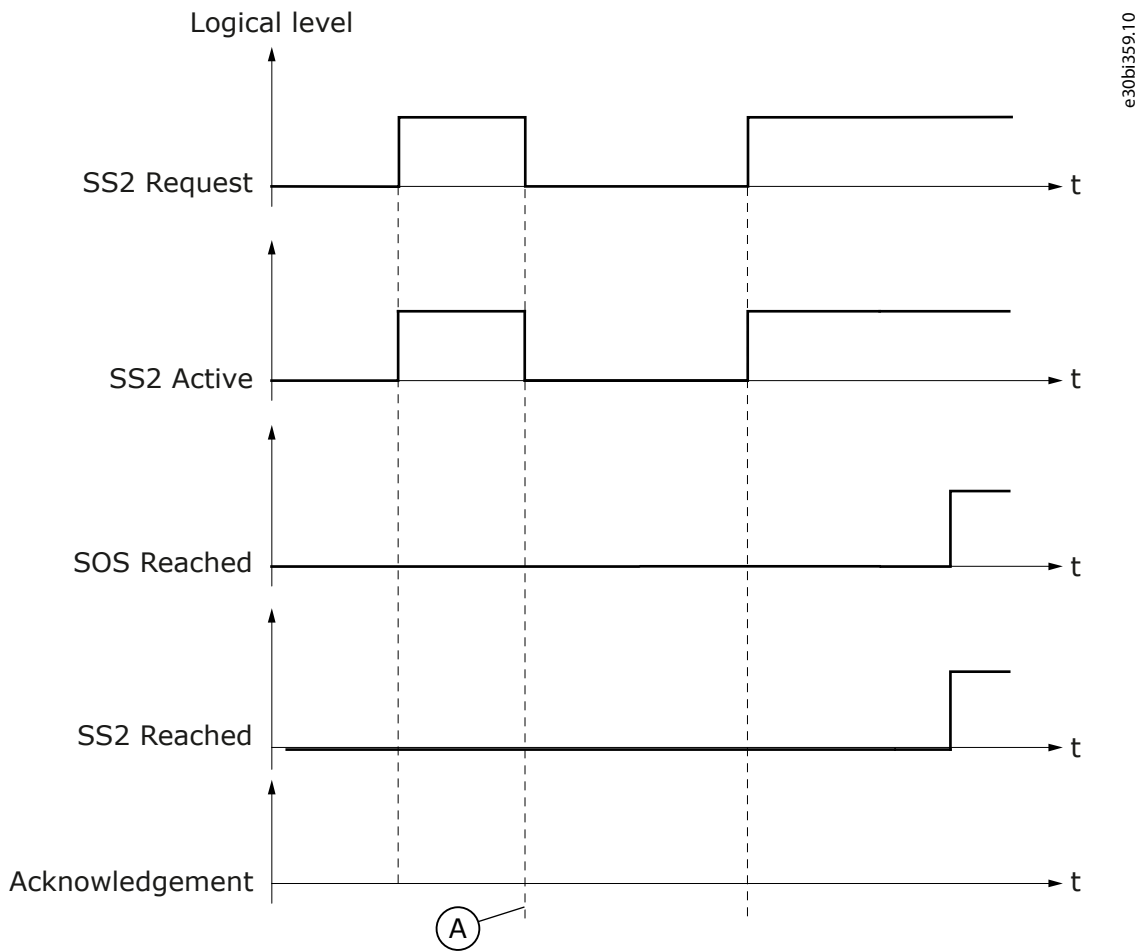 Logical level
e30bi359.10
SS2 Request
t
SS2 Active
t
SOS Reached
t
SS2 Reached
t
Acknowledgement
t
A